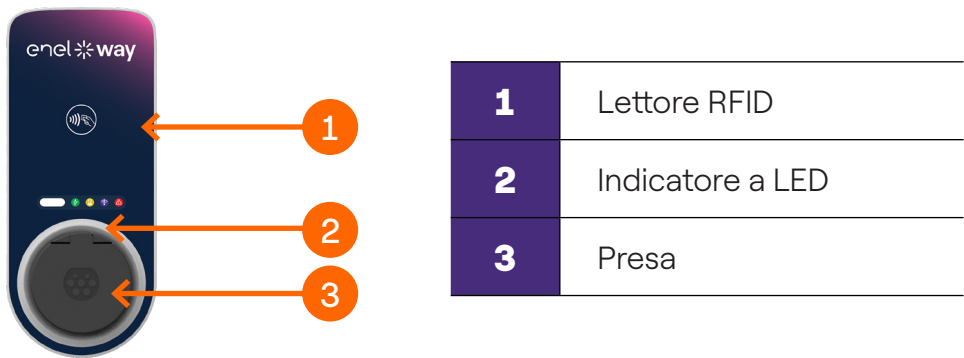 enel way
1
2
3
1 Lettore RFID
2 Indicatore a LED
3 Presa